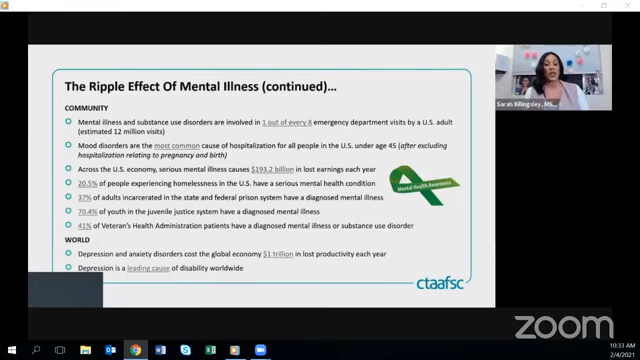 The Ripple Effect Of Mental Illness (continued)...
COMMUNITY
Mental illness and substance use disorders are involved in 1 out of every 8 emergency department visits by a U.S. adult
(estimated 12 million visits)
Mood disorders are the most common cause of hospitalization for all people in the U.S. under age 45 (after excluding
hospitalization relating to pregnancy and birth)
Across the U.S. economy, serious mental illness causes $193.2 billion in lost earnings each year
20.5% of people experiencing homelessness in the U.S. have a serious mental health condition
37% of adults incarcerated in the state and federal prison system have a diagnosed mental illness
70.4% of youth in the juvenile justice system have a diagnosed mental illness
41% of Veteran's Health Administration patients have a diagnosed mental illness or substance use disorder
WORLD
Depression and anxiety disorders cost the global economy $1 trillion in lost productivity each year
Depression is a leading cause of disability worldwide
Mental Health Awareness
ctaafsc
Sarah Billingsley, MS...
zoom
10:33 AM
2/4/2021